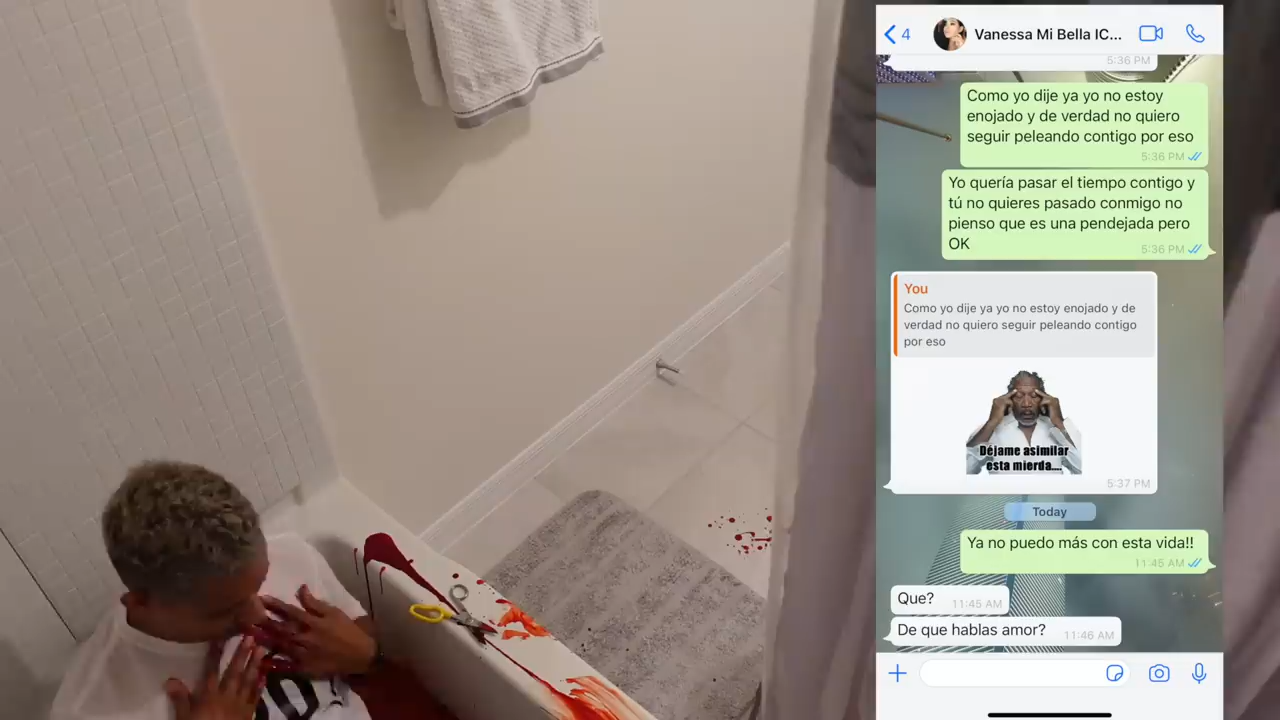 4
Vanessa Mi Bella IC...
5:36 PM
Como yo dije ya yo no estoy
enojado y de verdad no quiero
seguir peleando contigo por eso
5:36 PM
Yo quería pasar el tiempo contigo y
tú no quieres pasado conmigo no
pienso que es una pendejada pero
OK
5:36 PM
You
Como yo dije ya yo no estoy enojado y de
verdad no quiero seguir peleando contigo
por eso
Déjame asimilar
esta mierda....
5:37 PM
Today
Ya no puedo más con esta vida!!
11:45 AM
Que?
11:45 AM
De que hablas amor?
11:46 AM